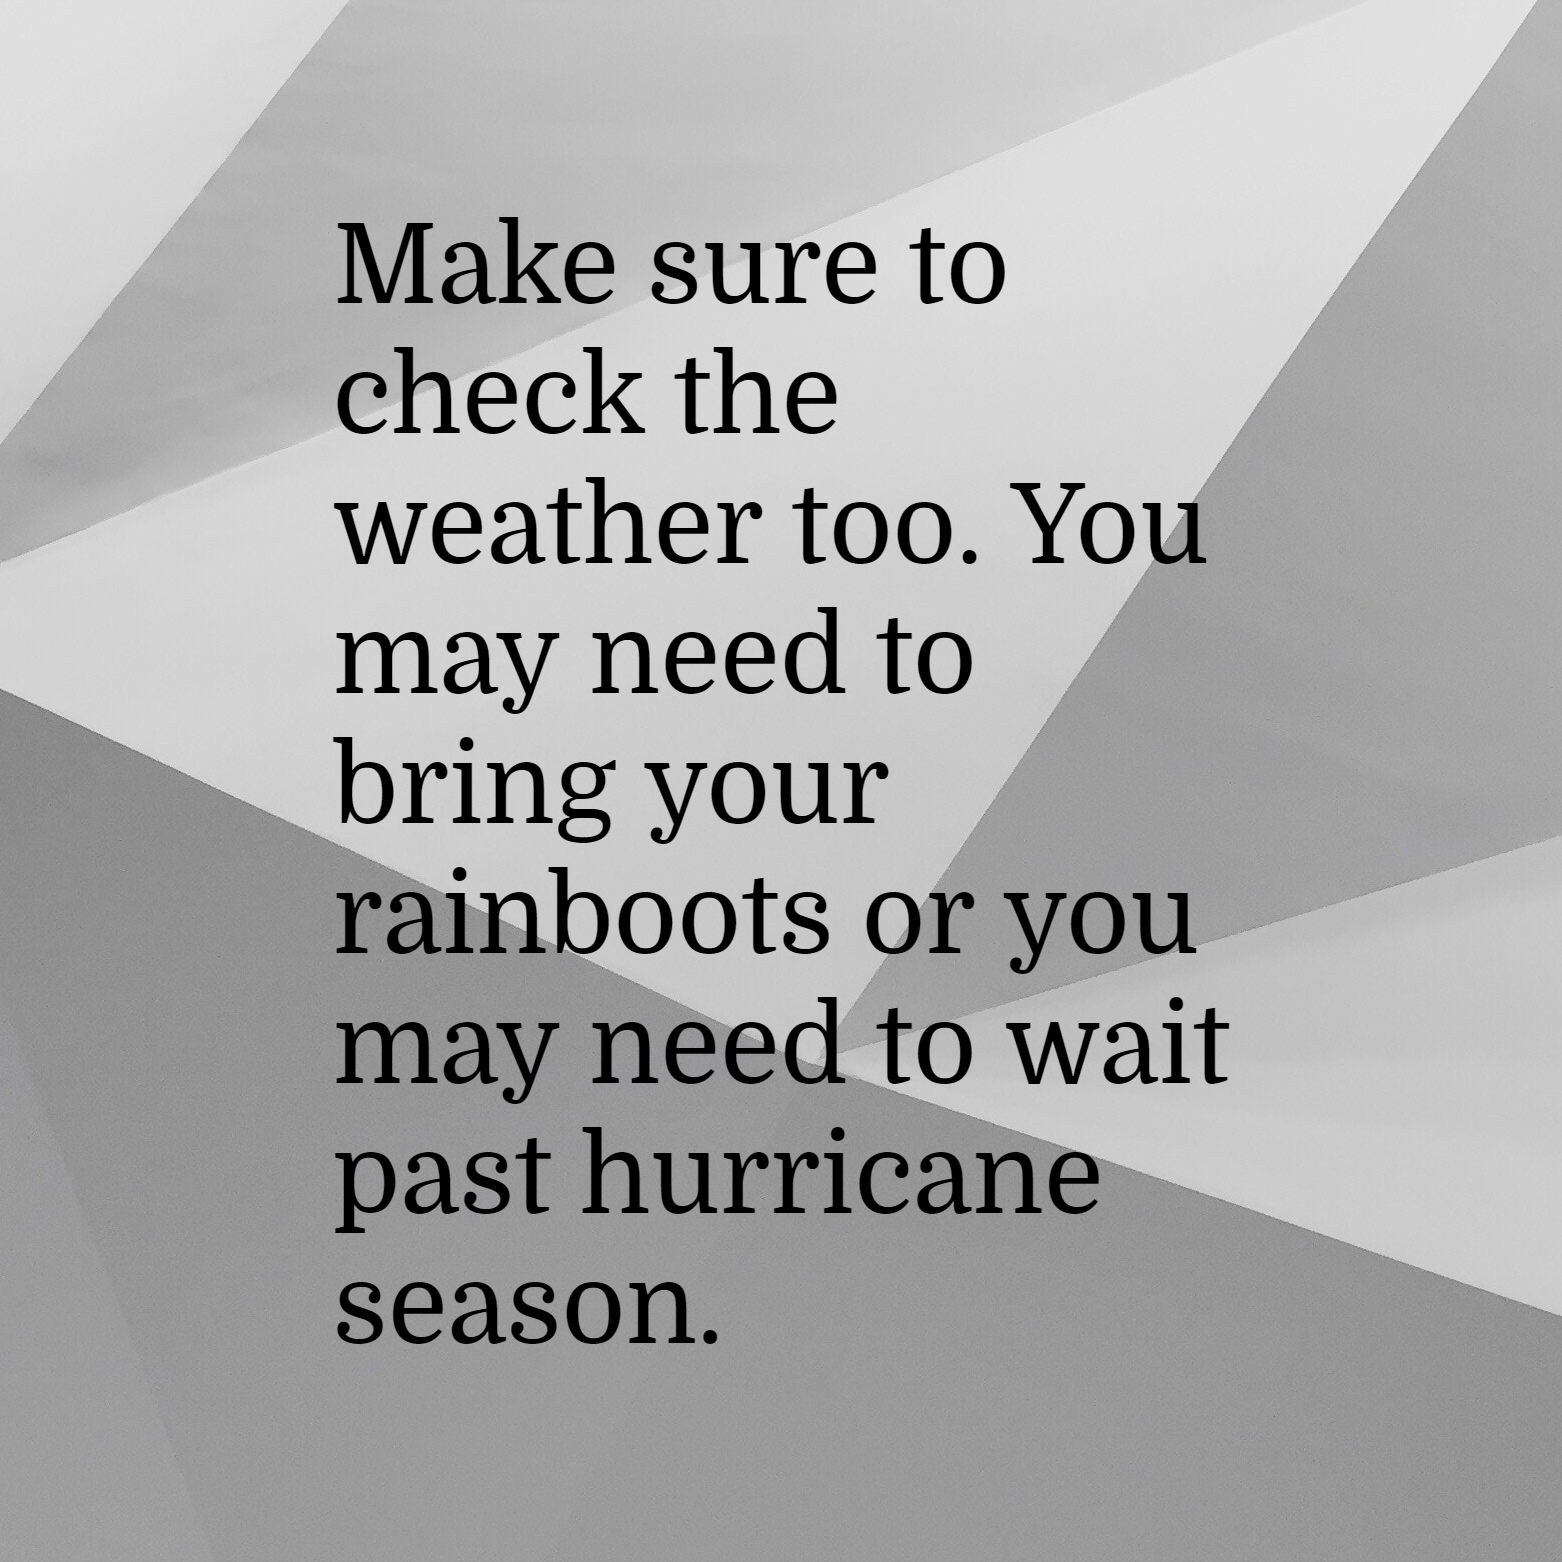 Make sure to
check the
weather too. You
may need to
bring your
rainboots or you
may need to wait
past hurricane
season.